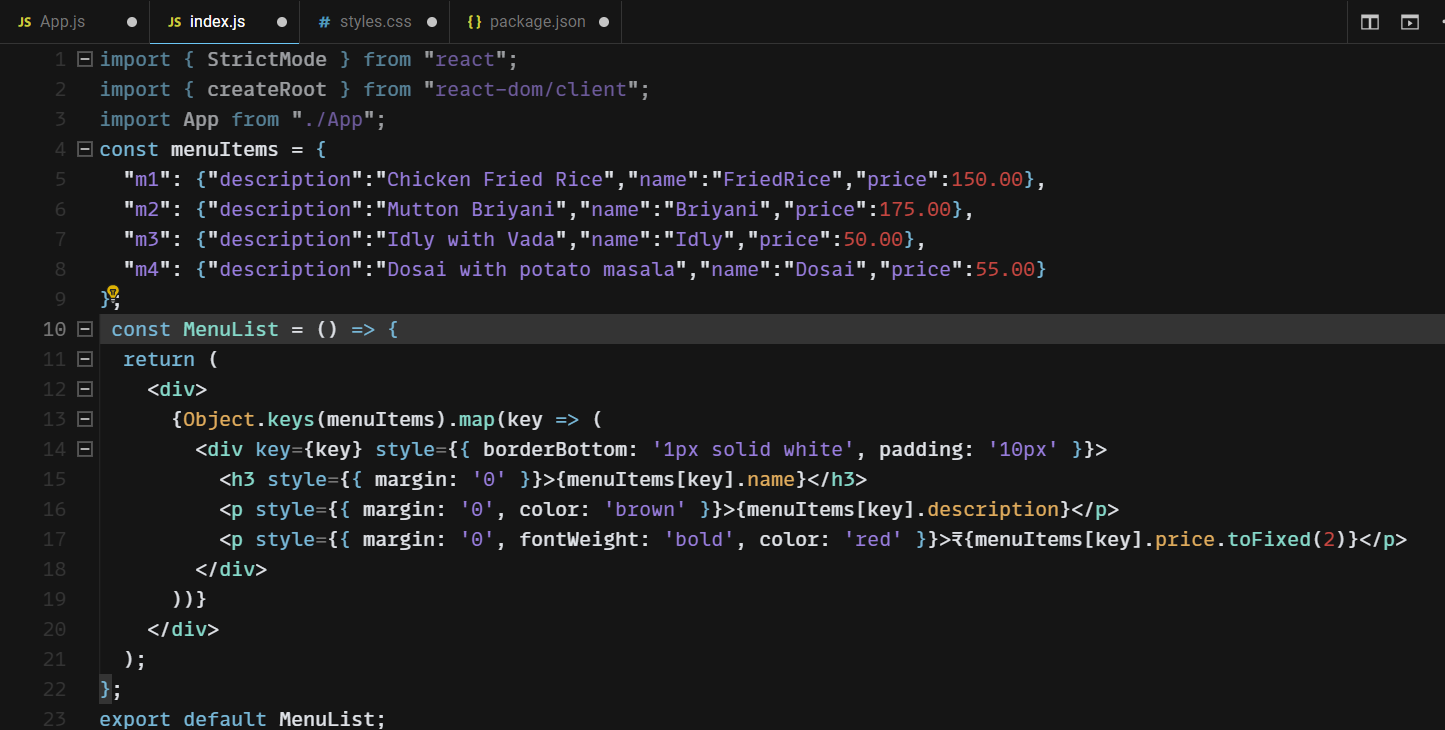 JS App.js ● JS index.js ● # styles.css ● {} package.json ●
1 import { StrictMode } from "react";
2 import { createRoot } from "react-dom/client";
3 import App from "./App";
4 const menuItems = {
5   "m1": {"description":"Chicken Fried Rice","name":"FriedRice","price":150.00},
6   "m2": {"description":"Mutton Briyani","name":"Briyani","price":175.00},
7   "m3": {"description":"Idly with Vada","name":"Idly","price":50.00},
8   "m4": {"description":"Dosai with potato masala","name":"Dosai","price":55.00}
9 };
10  const MenuList = () => {
11   return (
12     <div>
13       {Object.keys(menuItems).map(key => (
14         <div key={key} style={{ borderBottom: '1px solid white', padding: '10px' }}>
15           <h3 style={{ margin: '0' }}>{menuItems[key].name}</h3>
16           <p style={{ margin: '0', color: 'brown' }}>{menuItems[key].description}</p>
17           <p style={{ margin: '0', fontWeight: 'bold', color: 'red' }}>₹{menuItems[key].price.toFixed(2)}</p>
18         </div>
19       ))}
20     </div>
21   );
22 };
23 export default MenuList;